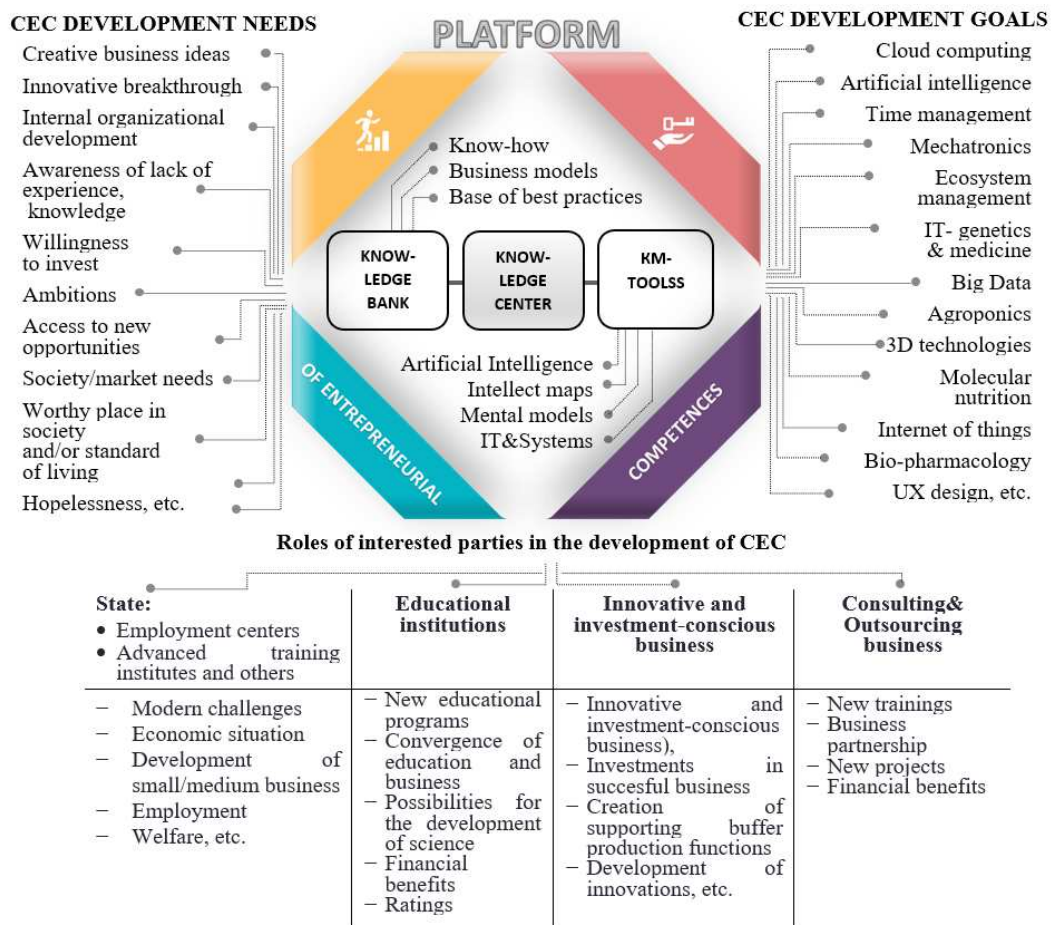 CEC DEVELOPMENT NEEDS
Creative business ideas
Innovative breakthrough
Internal organizational
development
Awareness of lack of
experience,
knowledge
Willingness
to invest
Ambitions
Access to new
opportunities
Society/market needs
Worthy place in
society
and/or standard
of living
Hopelessness, etc.
PLATFORM
Know-how
Business models
Base of best practices
KNOW-
LEDGE
BANK
KNOW-
LEDGE
CENTER
KM-
TOOLSS
Artificial Intelligence
Intellect maps
Mental models
IT&Systems
OF ENTREPRENEURIAL
COMPETENCES
CEC DEVELOPMENT GOALS
Cloud computing
Artificial intelligence
Time management
Mechatronics
Ecosystem
management
IT- genetics
& medicine
Big Data
Agroponics
3D technologies
Molecular
nutrition
Internet of things
Bio-pharmacology
UX design, etc.
Roles of interested parties in the development of CEC
State:
• Employment centers
• Advanced training
institutes and others
Educational
institutions
Innovative and
investment-conscious
business
Consulting&
Outsourcing
business
– Modern challenges
– Economic situation
– Development of
small/medium business
– Employment
– Welfare, etc.
– New educational
programs
– Convergence of
education and
business
– Possibilities for
the development
of science
– Financial
benefits
– Ratings
– Innovative and
investment-conscious
business),
– Investments in
succesful business
– Creation of
supporting buffer
production functions
– Development of
innovations, etc.
– New trainings
– Business
partnership
– New projects
– Financial benefits